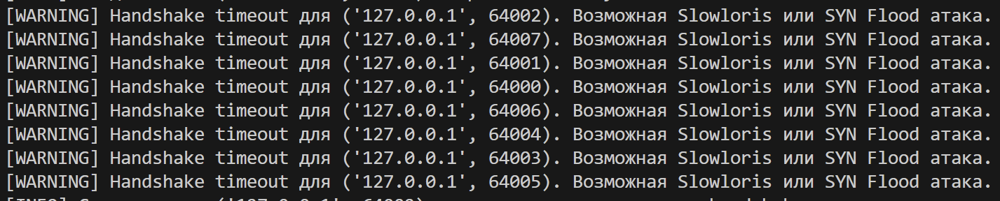 [WARNING] Handshake timeout для ('127.0.0.1', 64002). Возможная Slowloris или SYN Flood атака.
[WARNING] Handshake timeout для ('127.0.0.1', 64007). Возможная Slowloris или SYN Flood атака.
[WARNING] Handshake timeout для ('127.0.0.1', 64001). Возможная Slowloris или SYN Flood атака.
[WARNING] Handshake timeout для ('127.0.0.1', 64000). Возможная Slowloris или SYN Flood атака.
[WARNING] Handshake timeout для ('127.0.0.1', 64006). Возможная Slowloris или SYN Flood атака.
[WARNING] Handshake timeout для ('127.0.0.1', 64004). Возможная Slowloris или SYN Flood атака.
[WARNING] Handshake timeout для ('127.0.0.1', 64003). Возможная Slowloris или SYN Flood атака.
[WARNING] Handshake timeout для ('127.0.0.1', 64005). Возможная Slowloris или SYN Flood атака.
[INFO]